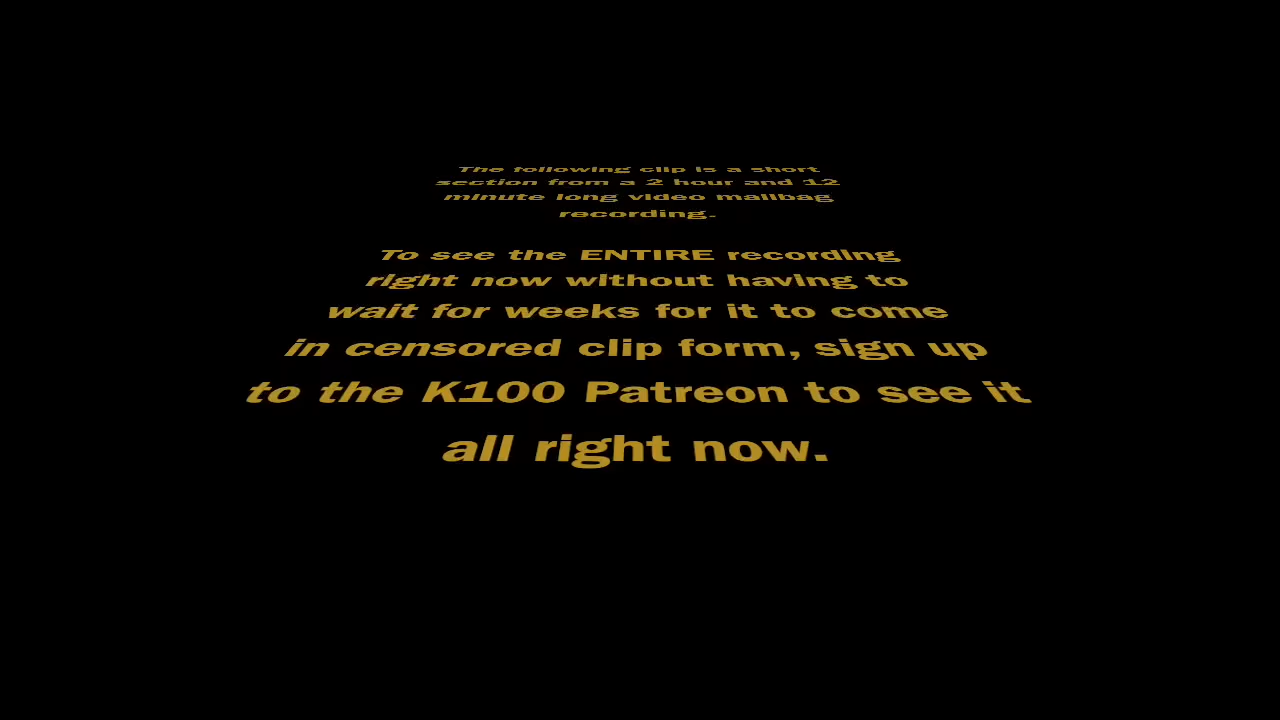 The following clip is a short
section from a 2 hour and 12
minute long video mailbag
recording.
To see the ENTIRE recording
right now without having to
wait for weeks for it to come
in censored clip form, sign up
to the K100 Patreon to see it
all right now.